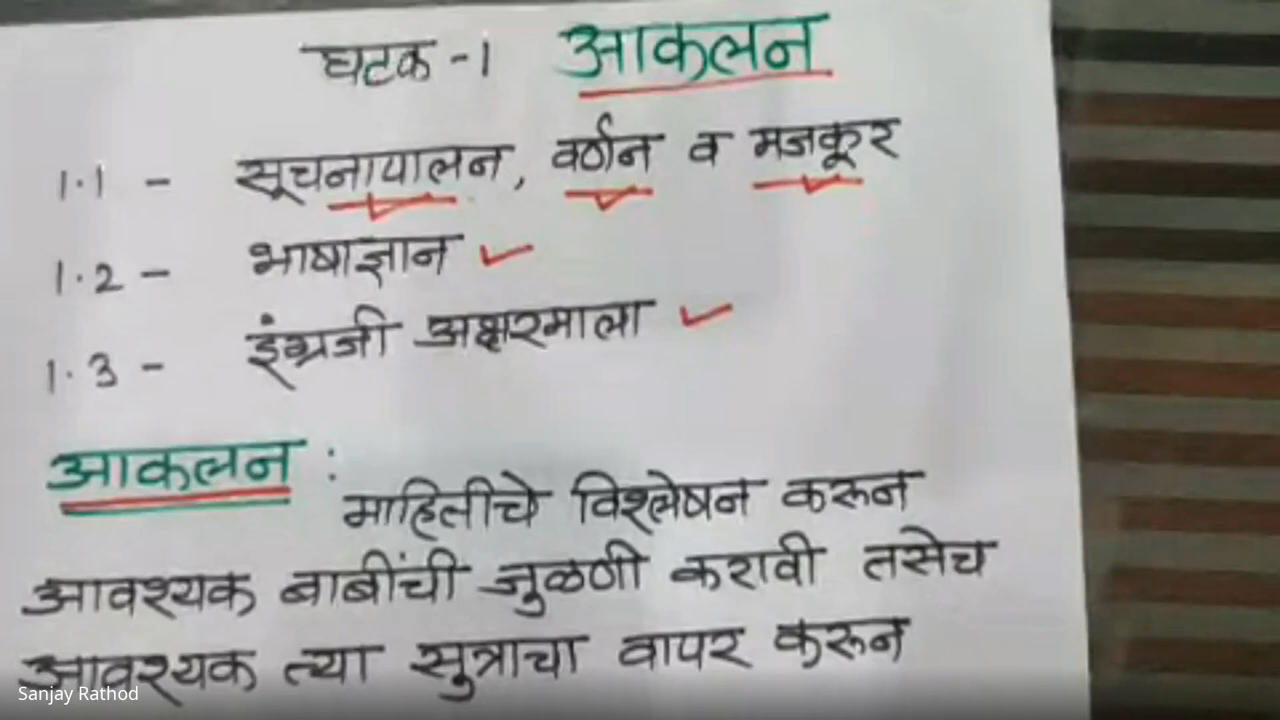 घटक -1 आकलन
1.1 - सूचनापालन, वर्णन व मजकूर
1.2 - भाषाज्ञान
1.3 - इंग्रजी अक्षरमाला
आकलन :
माहितीचे विश्लेषन करून
आवश्यक बाबींची जुळणी करावी तसेच
आवश्यक त्या सुत्राचा वापर करून
Sanjay Rathod